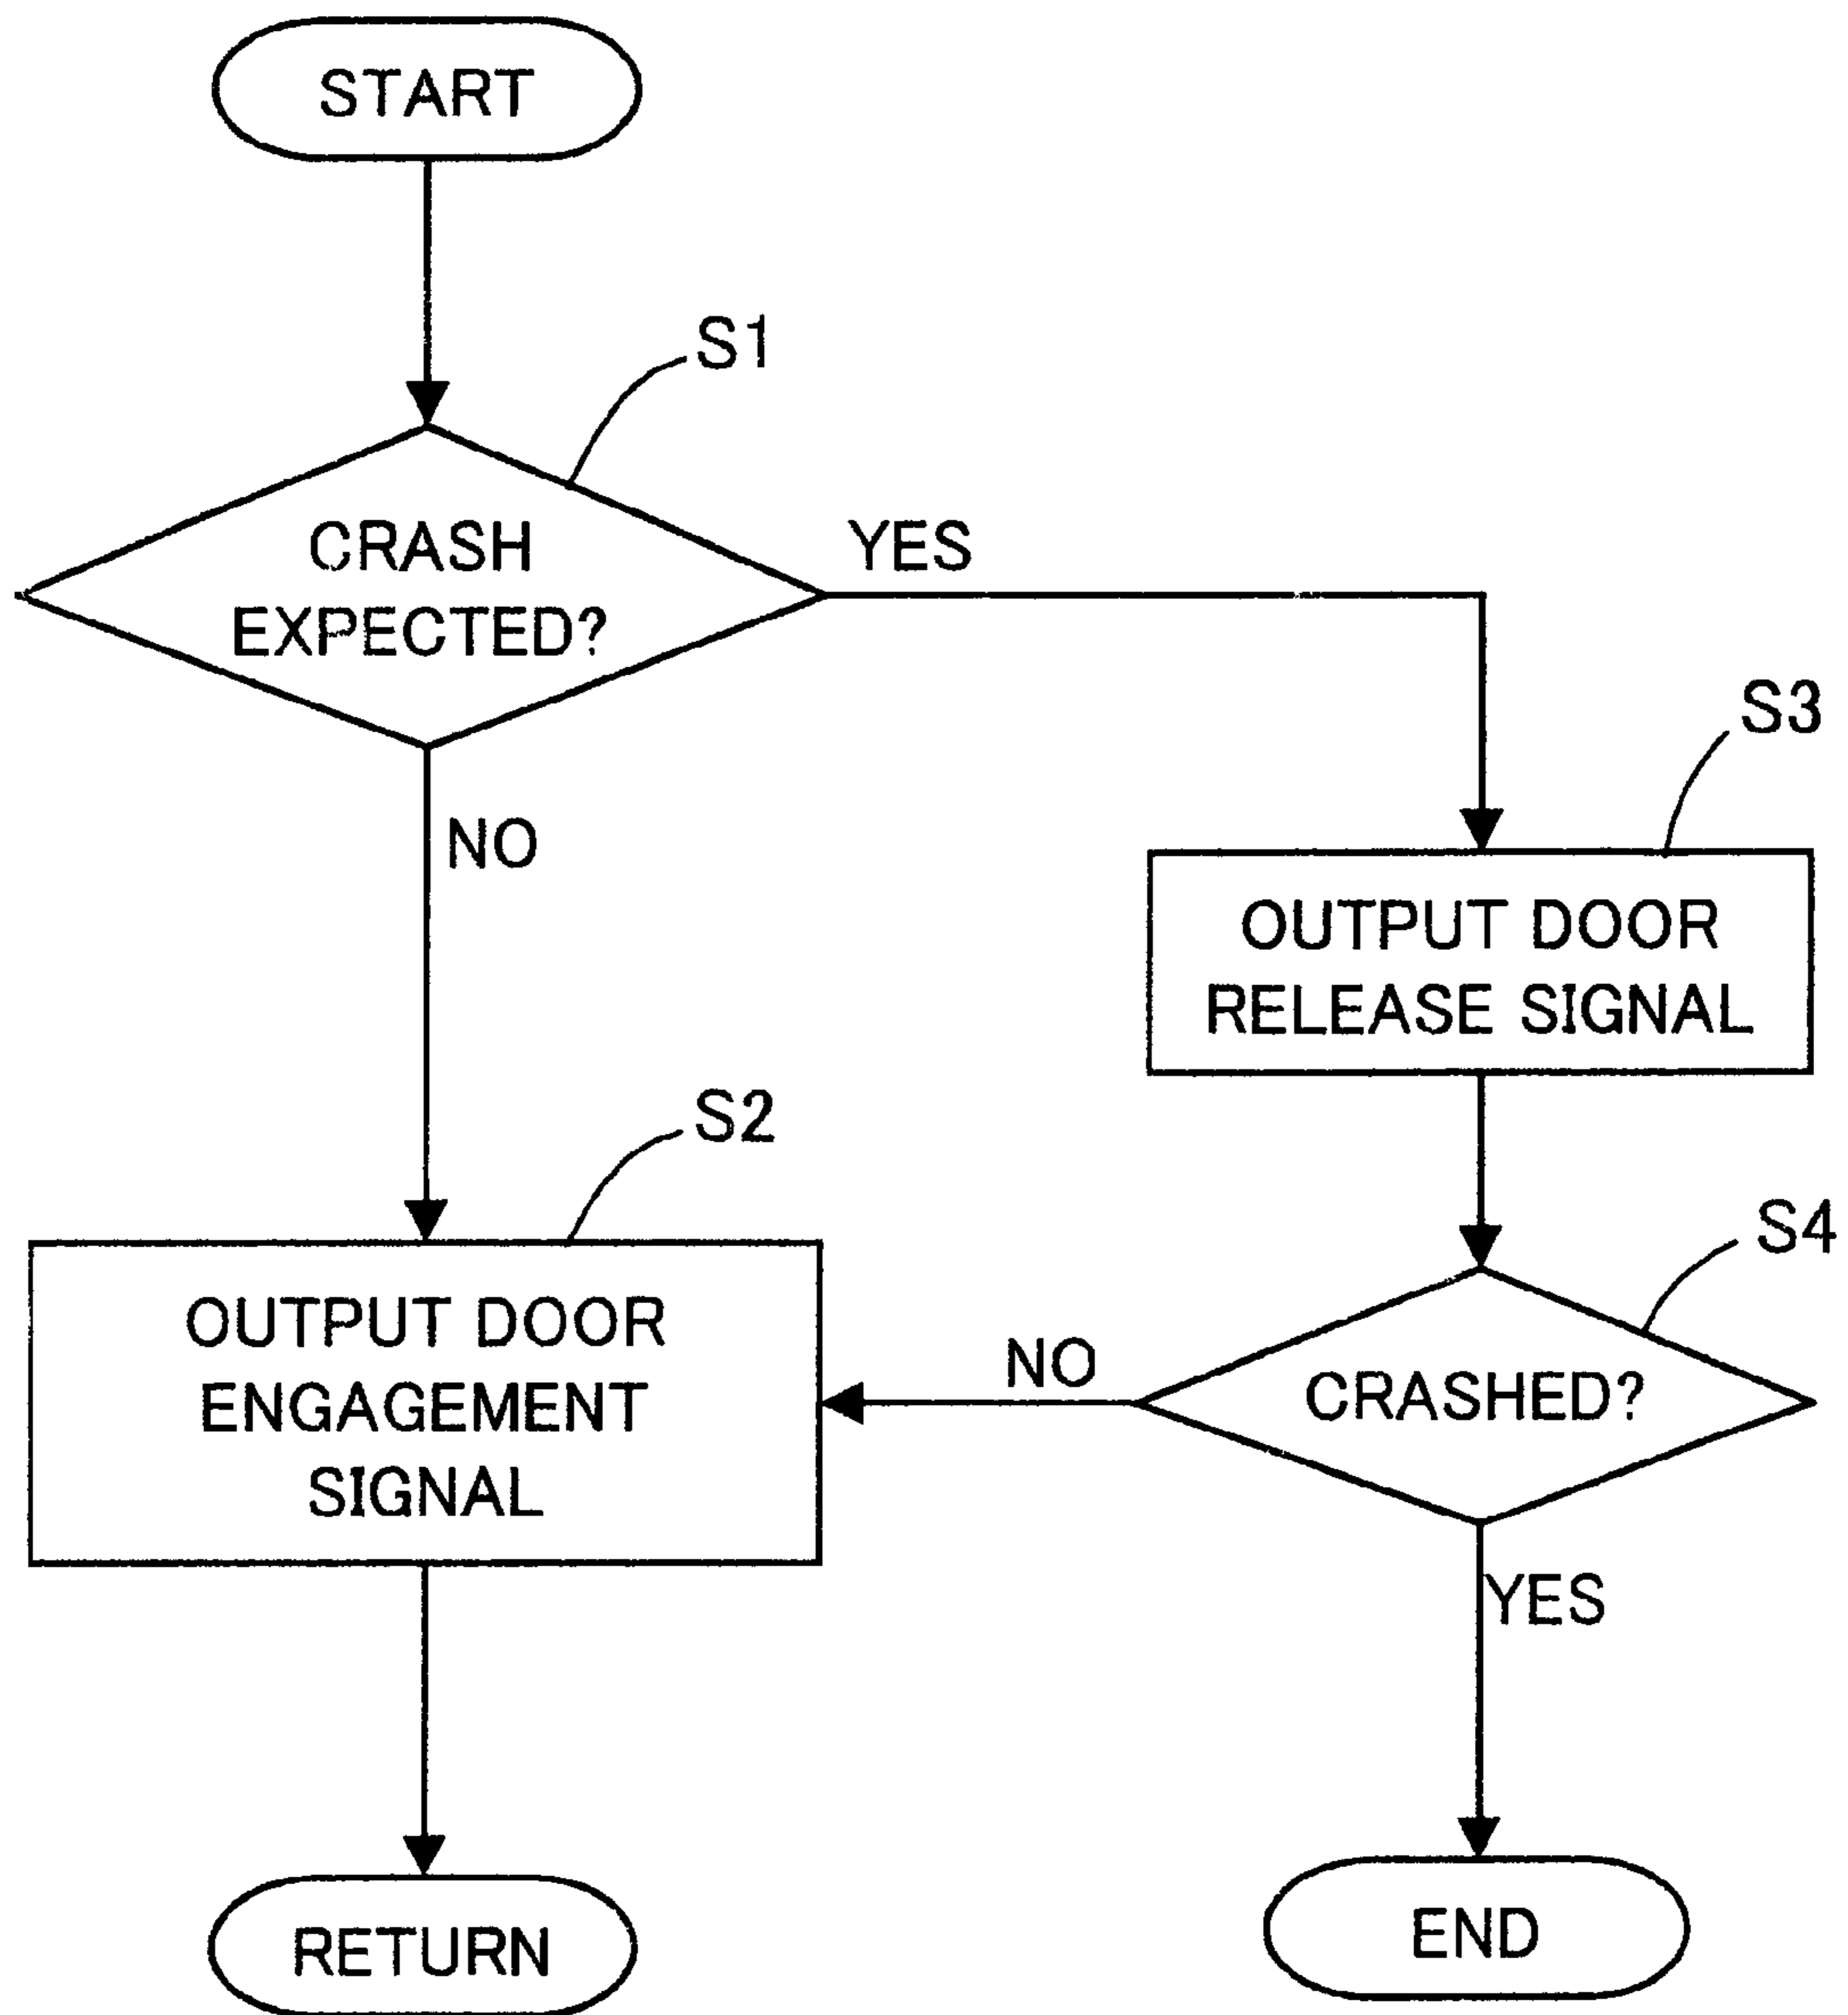 START
S1
CRASH
EXPECTED?
YES
NO
S3
OUTPUT DOOR
RELEASE SIGNAL
S2
OUTPUT DOOR
ENGAGEMENT
SIGNAL
S4
CRASHED?
NO
YES
RETURN
END